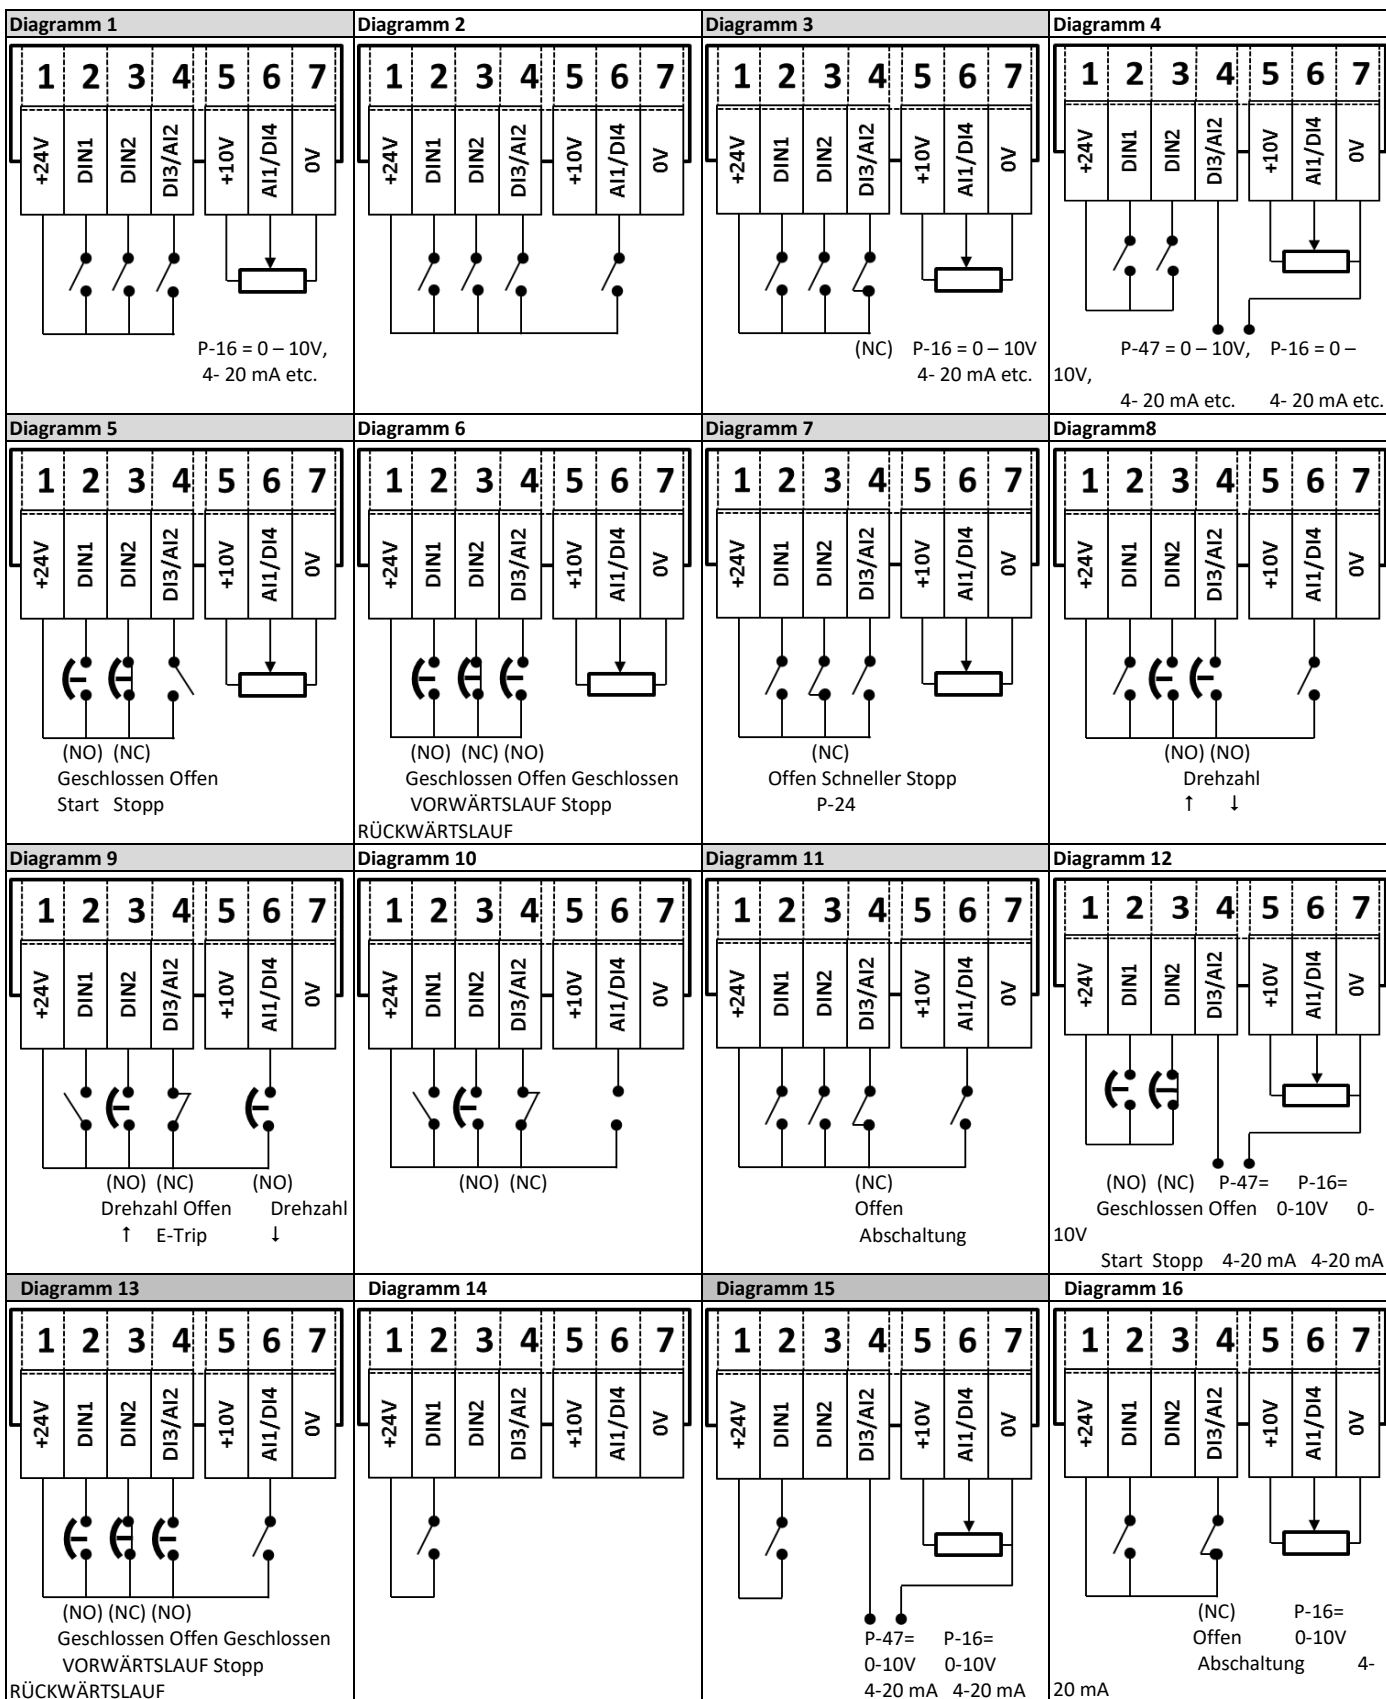 Diagramm 1
1 2 3 4 5 6 7
+24V DIN1 DIN2 DI3/AI2 +10V AI1/DI4 0V
P-16 = 0 – 10V,
4- 20 mA etc.
Diagramm 2
1 2 3 4 5 6 7
+24V DIN1 DIN2 DI3/AI2 +10V AI1/DI4 0V
Diagramm 3
1 2 3 4 5 6 7
+24V DIN1 DIN2 DI3/AI2 +10V AI1/DI4 0V
(NC) P-16 = 0 – 10V
4- 20 mA etc.
Diagramm 4
1 2 3 4 5 6 7
+24V DIN1 DIN2 DI3/AI2 +10V AI1/DI4 0V
P-47 = 0 – 10V, P-16 = 0 –
10V,
4- 20 mA etc. 4- 20 mA etc.
Diagramm 5
1 2 3 4 5 6 7
+24V DIN1 DIN2 DI3/AI2 +10V AI1/DI4 0V
(NO) (NC)
Geschlossen Offen
Start Stopp
Diagramm 6
1 2 3 4 5 6 7
+24V DIN1 DIN2 DI3/AI2 +10V AI1/DI4 0V
(NO) (NC) (NO)
Geschlossen Offen Geschlossen
VORWÄRTSLAUF Stopp
RÜCKWÄRTSLAUF
Diagramm 7
1 2 3 4 5 6 7
+24V DIN1 DIN2 DI3/AI2 +10V AI1/DI4 0V
(NC)
Offen Schneller Stopp
P-24
Diagramm8
1 2 3 4 5 6 7
+24V DIN1 DIN2 DI3/AI2 +10V AI1/DI4 0V
(NO) (NO)
Drehzahl
↑ ↓
Diagramm 9
1 2 3 4 5 6 7
+24V DIN1 DIN2 DI3/AI2 +10V AI1/DI4 0V
(NO) (NC) (NO)
Drehzahl Offen Drehzahl
↑ E-Trip ↓
Diagramm 10
1 2 3 4 5 6 7
+24V DIN1 DIN2 DI3/AI2 +10V AI1/DI4 0V
(NO) (NC)
Diagramm 11
1 2 3 4 5 6 7
+24V DIN1 DIN2 DI3/AI2 +10V AI1/DI4 0V
(NC)
Offen
Abschaltung
Diagramm 12
1 2 3 4 5 6 7
+24V DIN1 DIN2 DI3/AI2 +10V AI1/DI4 0V
(NO) (NC) P-47= P-16=
Geschlossen Offen 0-10V 0-
10V
Start Stopp 4-20 mA 4-20 mA
Diagramm 13
1 2 3 4 5 6 7
+24V DIN1 DIN2 DI3/AI2 +10V AI1/DI4 0V
(NO) (NC) (NO)
Geschlossen Offen Geschlossen
VORWÄRTSLAUF Stopp
RÜCKWÄRTSLAUF
Diagramm 14
1 2 3 4 5 6 7
+24V DIN1 DIN2 DI3/AI2 +10V AI1/DI4 0V
Diagramm 15
1 2 3 4 5 6 7
+24V DIN1 DIN2 DI3/AI2 +10V AI1/DI4 0V
P-47= P-16=
0-10V 0-10V
4-20 mA 4-20 mA
Diagramm 16
1 2 3 4 5 6 7
+24V DIN1 DIN2 DI3/AI2 +10V AI1/DI4 0V
(NC) P-16=
Offen 0-10V
Abschaltung 4-
20 mA